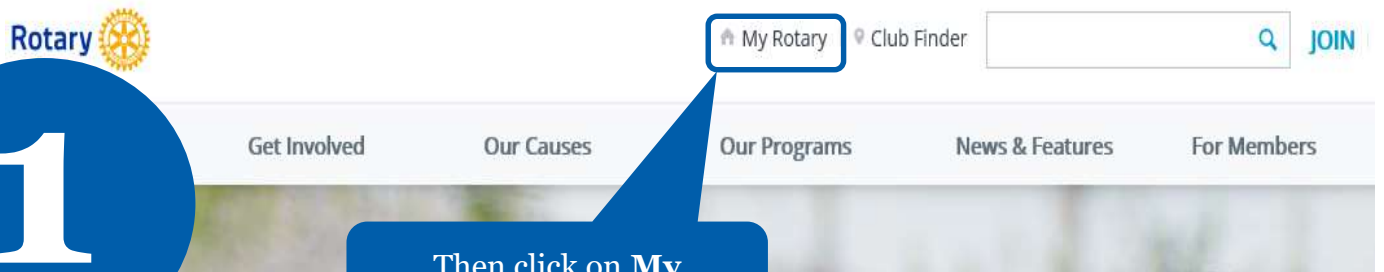 Rotary
My Rotary
Club Finder
JOIN
1
Get Involved
Our Causes
Our Programs
News & Features
For Members
Then click on My